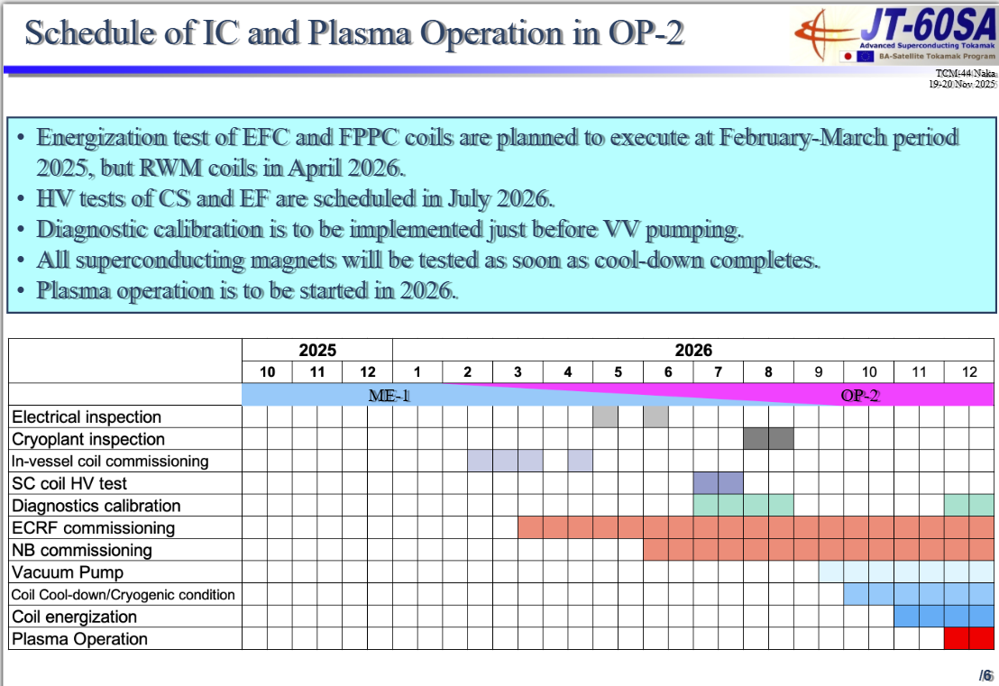 Schedule of IC and Plasma Operation in OP-2
JT-60SA
Advanced Superconducting Tokamak
BA-Satellite Tokamak Program
TCM-44 Naka
19-20 Nov 2025
• Energization test of EFC and FPPC coils are planned to execute at February-March period
2025, but RWM coils in April 2026.
• HV tests of CS and EF are scheduled in July 2026.
• Diagnostic calibration is to be implemented just before VV pumping.
• All superconducting magnets will be tested as soon as cool-down completes.
• Plasma operation is to be started in 2026.
2025 2026
10 11 12 1 2 3 4 5 6 7 8 9 10 11 12
ME-1 OP-2
Electrical inspection
Cryoplant inspection
In-vessel coil commissioning
SC coil HV test
Diagnostics calibration
ECRF commissioning
NB commissioning
Vacuum Pump
Coil Cool-down/Cryogenic condition
Coil energization
Plasma Operation
/6